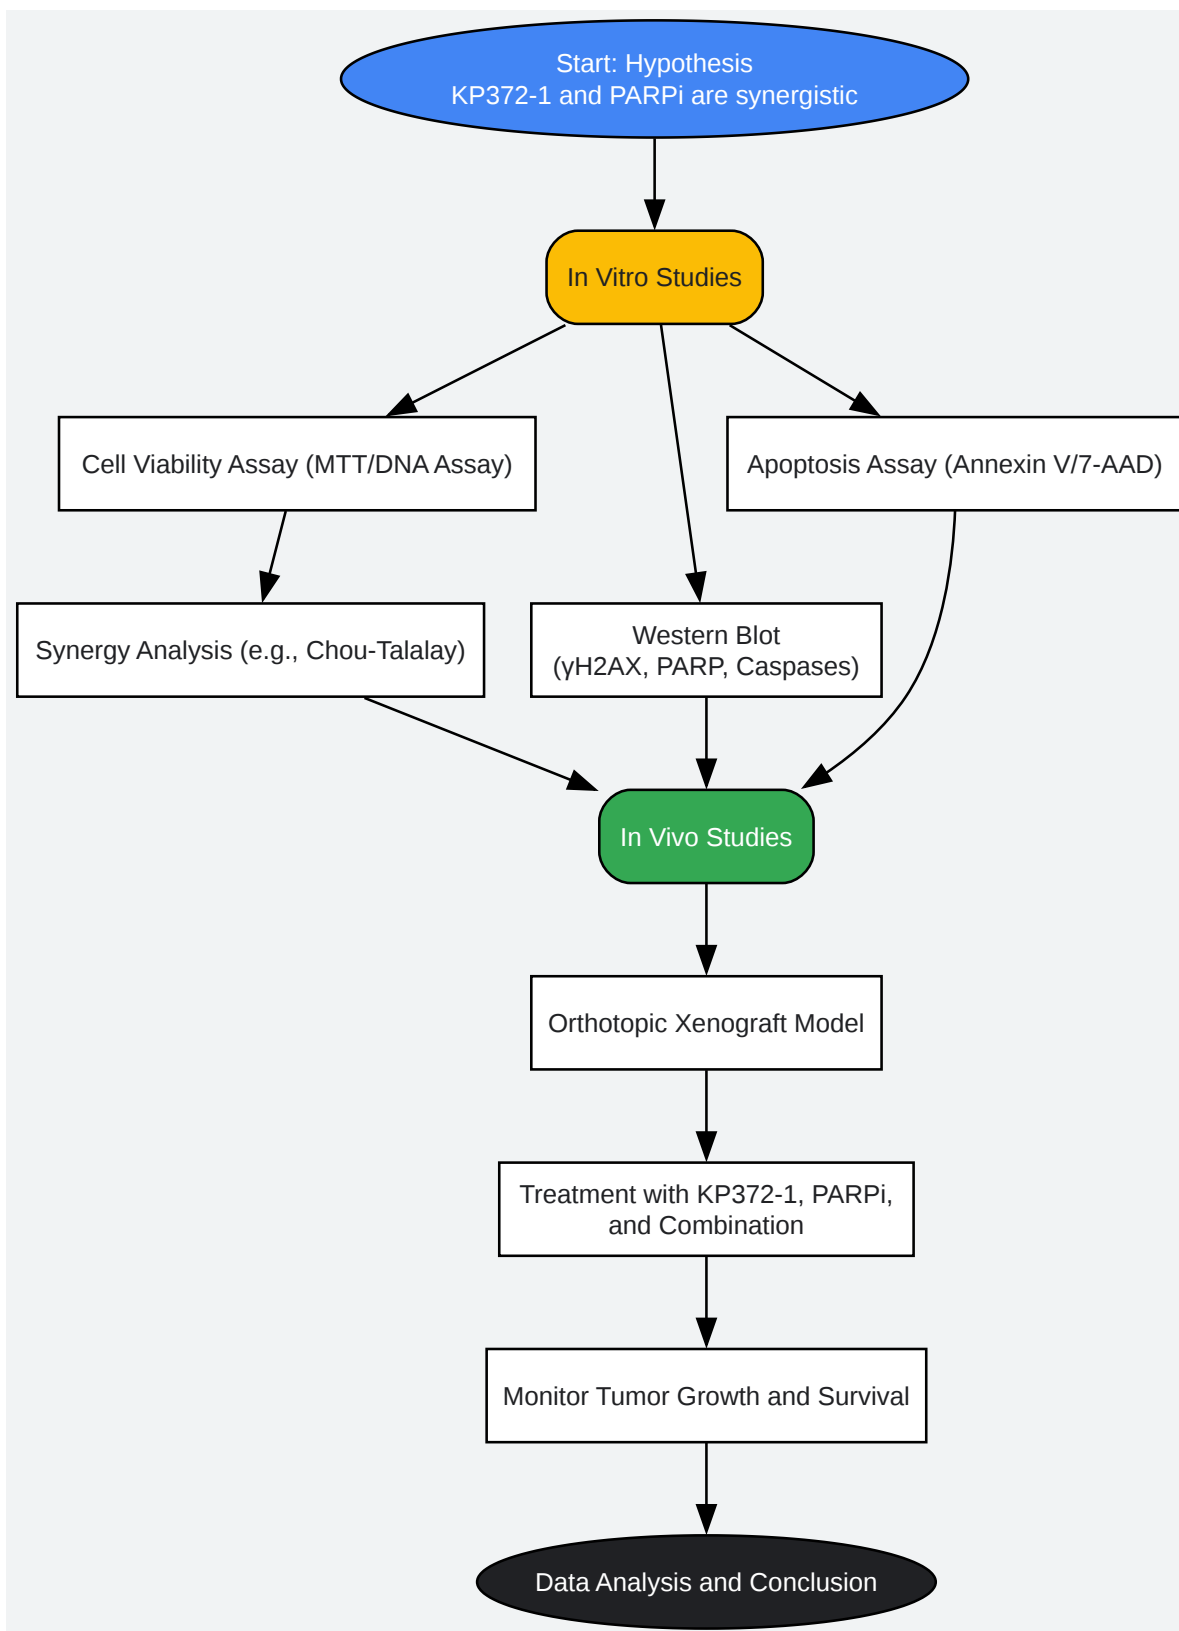 Start: Hypothesis
KP372-1 and PARPi are synergistic
In Vitro Studies
Cell Viability Assay (MTT/DNA Assay)
Apoptosis Assay (Annexin V/7-AAD)
Synergy Analysis (e.g., Chou-Talalay)
Western Blot
(γH2AX, PARP, Caspases)
In Vivo Studies
Orthotopic Xenograft Model
Treatment with KP372-1, PARPi,
and Combination
Monitor Tumor Growth and Survival
Data Analysis and Conclusion